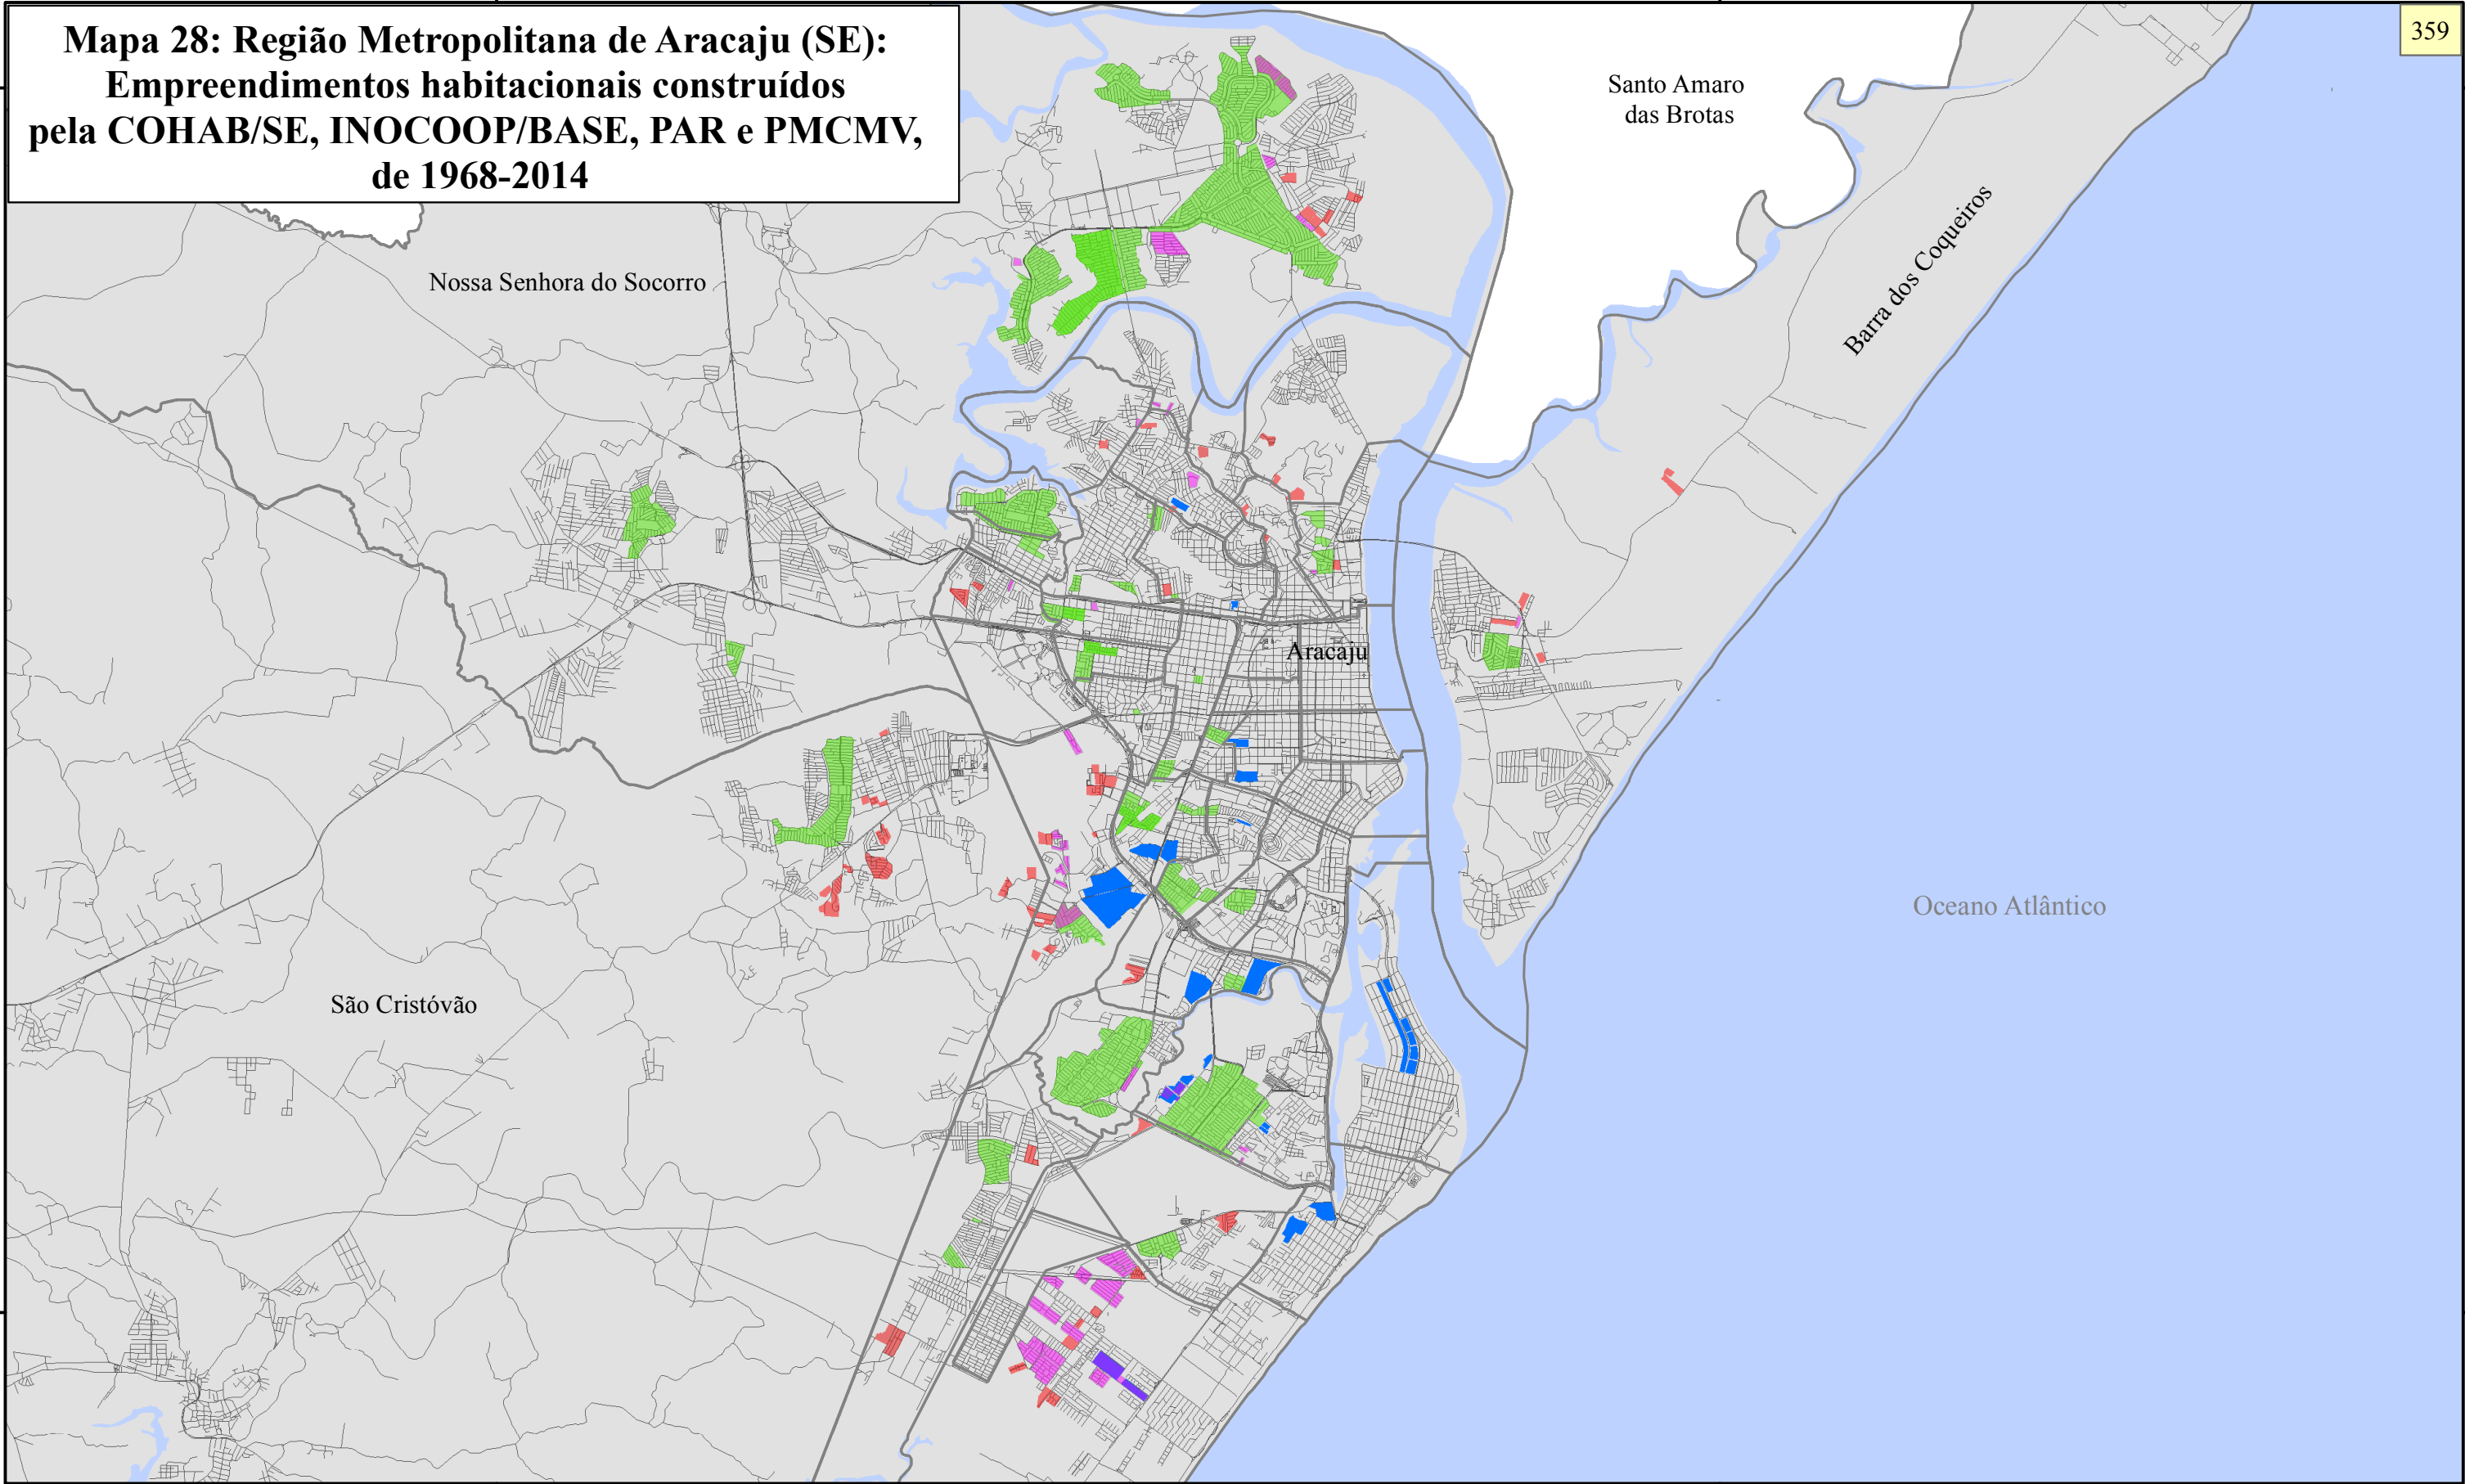 Mapa 28: Região Metropolitana de Aracaju (SE):
Empreendimentos habitacionais construídos
pela COHAB/SE, INOCOOP/BASE, PAR e PMCMV,
de 1968-2014
359
Santo Amaro
das Brotas
Barra dos Coqueiros
Nossa Senhora do Socorro
Aracaju
Oceano Atlântico
São Cristóvão